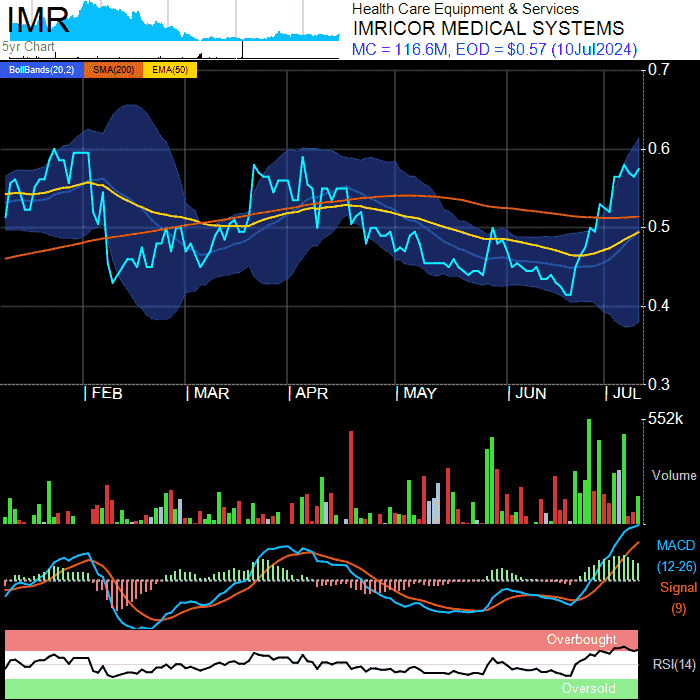 IMR
Health Care Equipment & Services
IMRICOR MEDICAL SYSTEMS
5yr Chart
MC = 116.6M, EOD = $0.57 (10Jul2024)
BollBands(20,2) SMA(200) EMA(50)
0.7
0.6
0.5
0.4
0.3
| FEB | MAR | APR | MAY | JUN | JUL
552k
Volume
MACD
(12-26)
Signal
(9)
Overbought
RSI(14)
Oversold